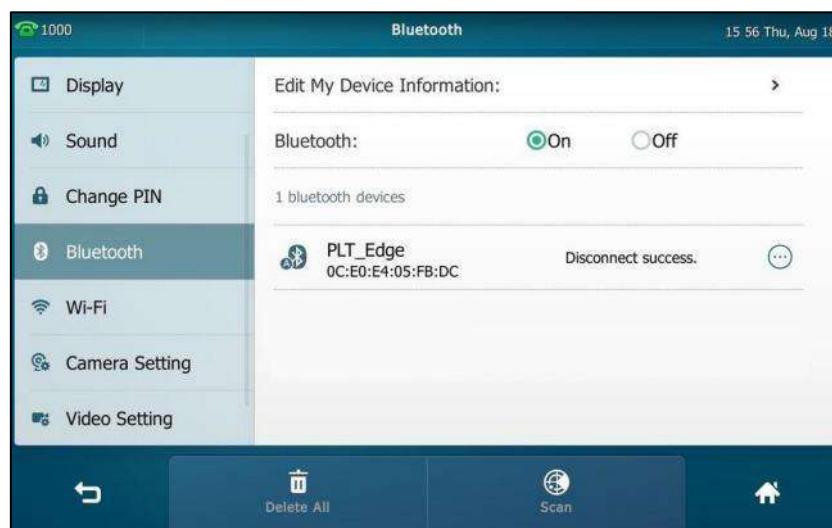 1000
Bluetooth
15 56 Thu, Aug 18
Display
Sound
Change PIN
Bluetooth
Wi-Fi
Camera Setting
Video Setting
Edit My Device Information:
Bluetooth: On Off
1 bluetooth devices
PLT_Edge
0C:E0:E4:05:FB:DC
Disconnect success.
Delete All
Scan